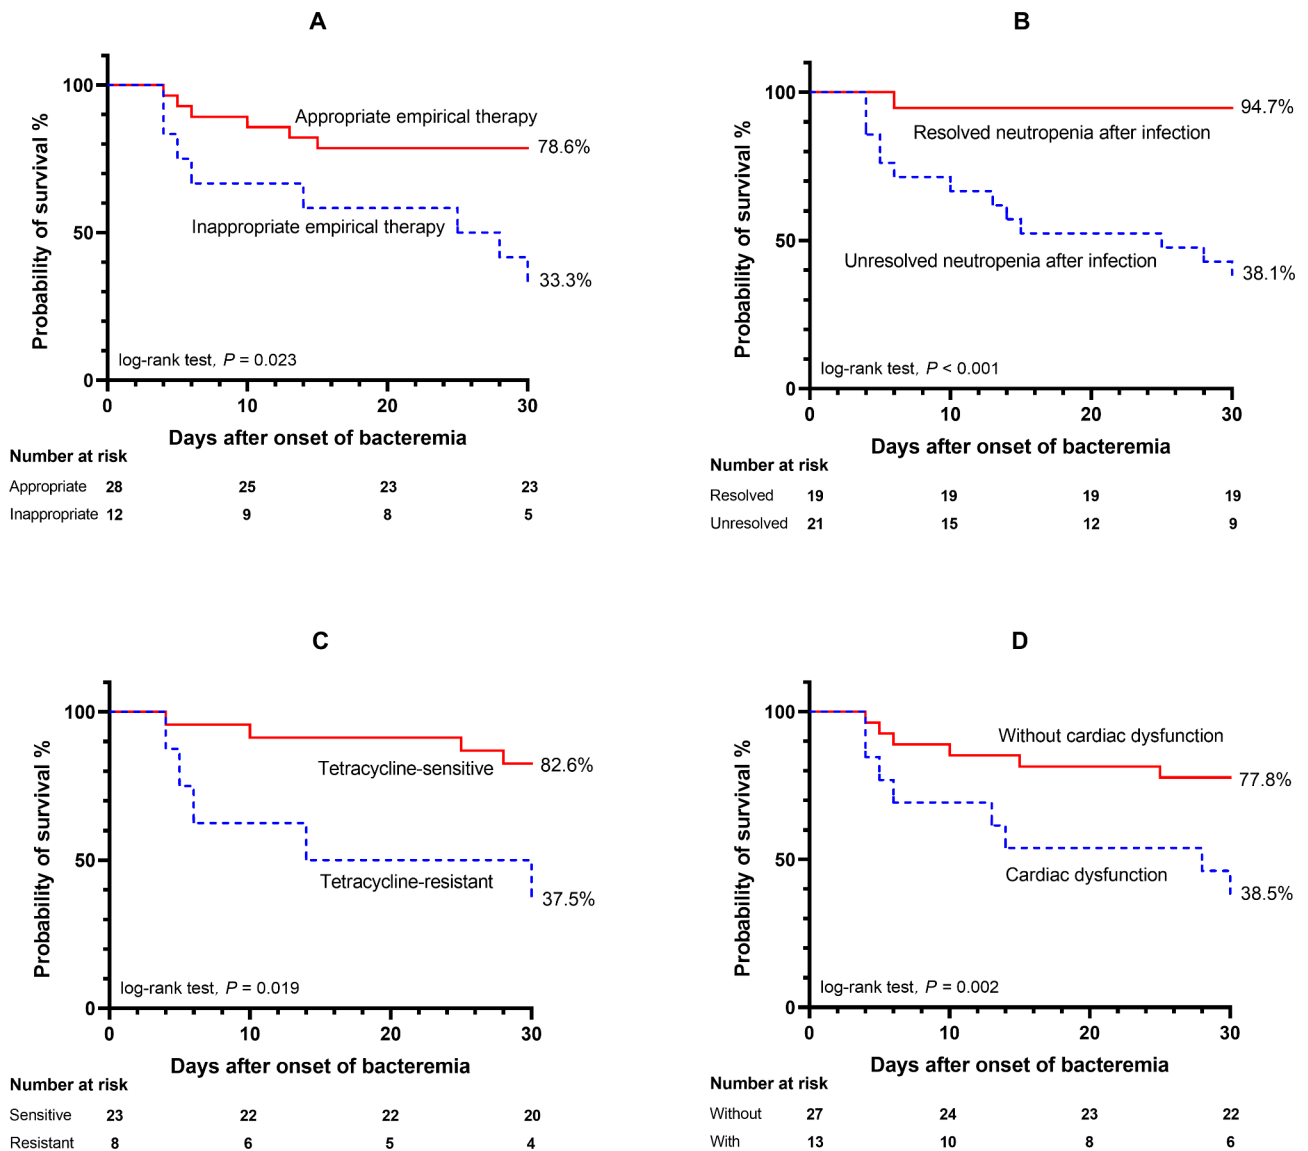 A
Probability of survival %
100
50
0
Appropriate empirical therapy
78.6%
Inappropriate empirical therapy
33.3%
log-rank test, P = 0.023
0 10 20 30
Days after onset of bacteremia
Number at risk
Appropriate 28 25 23 23
Inappropriate 12 9 8 5
B
Probability of survival %
100
50
0
94.7%
Resolved neutropenia after infection
Unresolved neutropenia after infection
38.1%
log-rank test, P < 0.001
0 10 20 30
Days after onset of bacteremia
Number at risk
Resolved 19 19 19 19
Unresolved 21 15 12 9
C
Probability of survival %
100
50
0
Tetracycline-sensitive
82.6%
Tetracycline-resistant
37.5%
log-rank test, P = 0.019
0 10 20 30
Days after onset of bacteremia
Number at risk
Sensitive 23 22 22 20
Resistant 8 6 5 4
D
Probability of survival %
100
50
0
Without cardiac dysfunction
77.8%
Cardiac dysfunction
38.5%
log-rank test, P = 0.002
0 10 20 30
Days after onset of bacteremia
Number at risk
Without 27 24 23 22
With 13 10 8 6